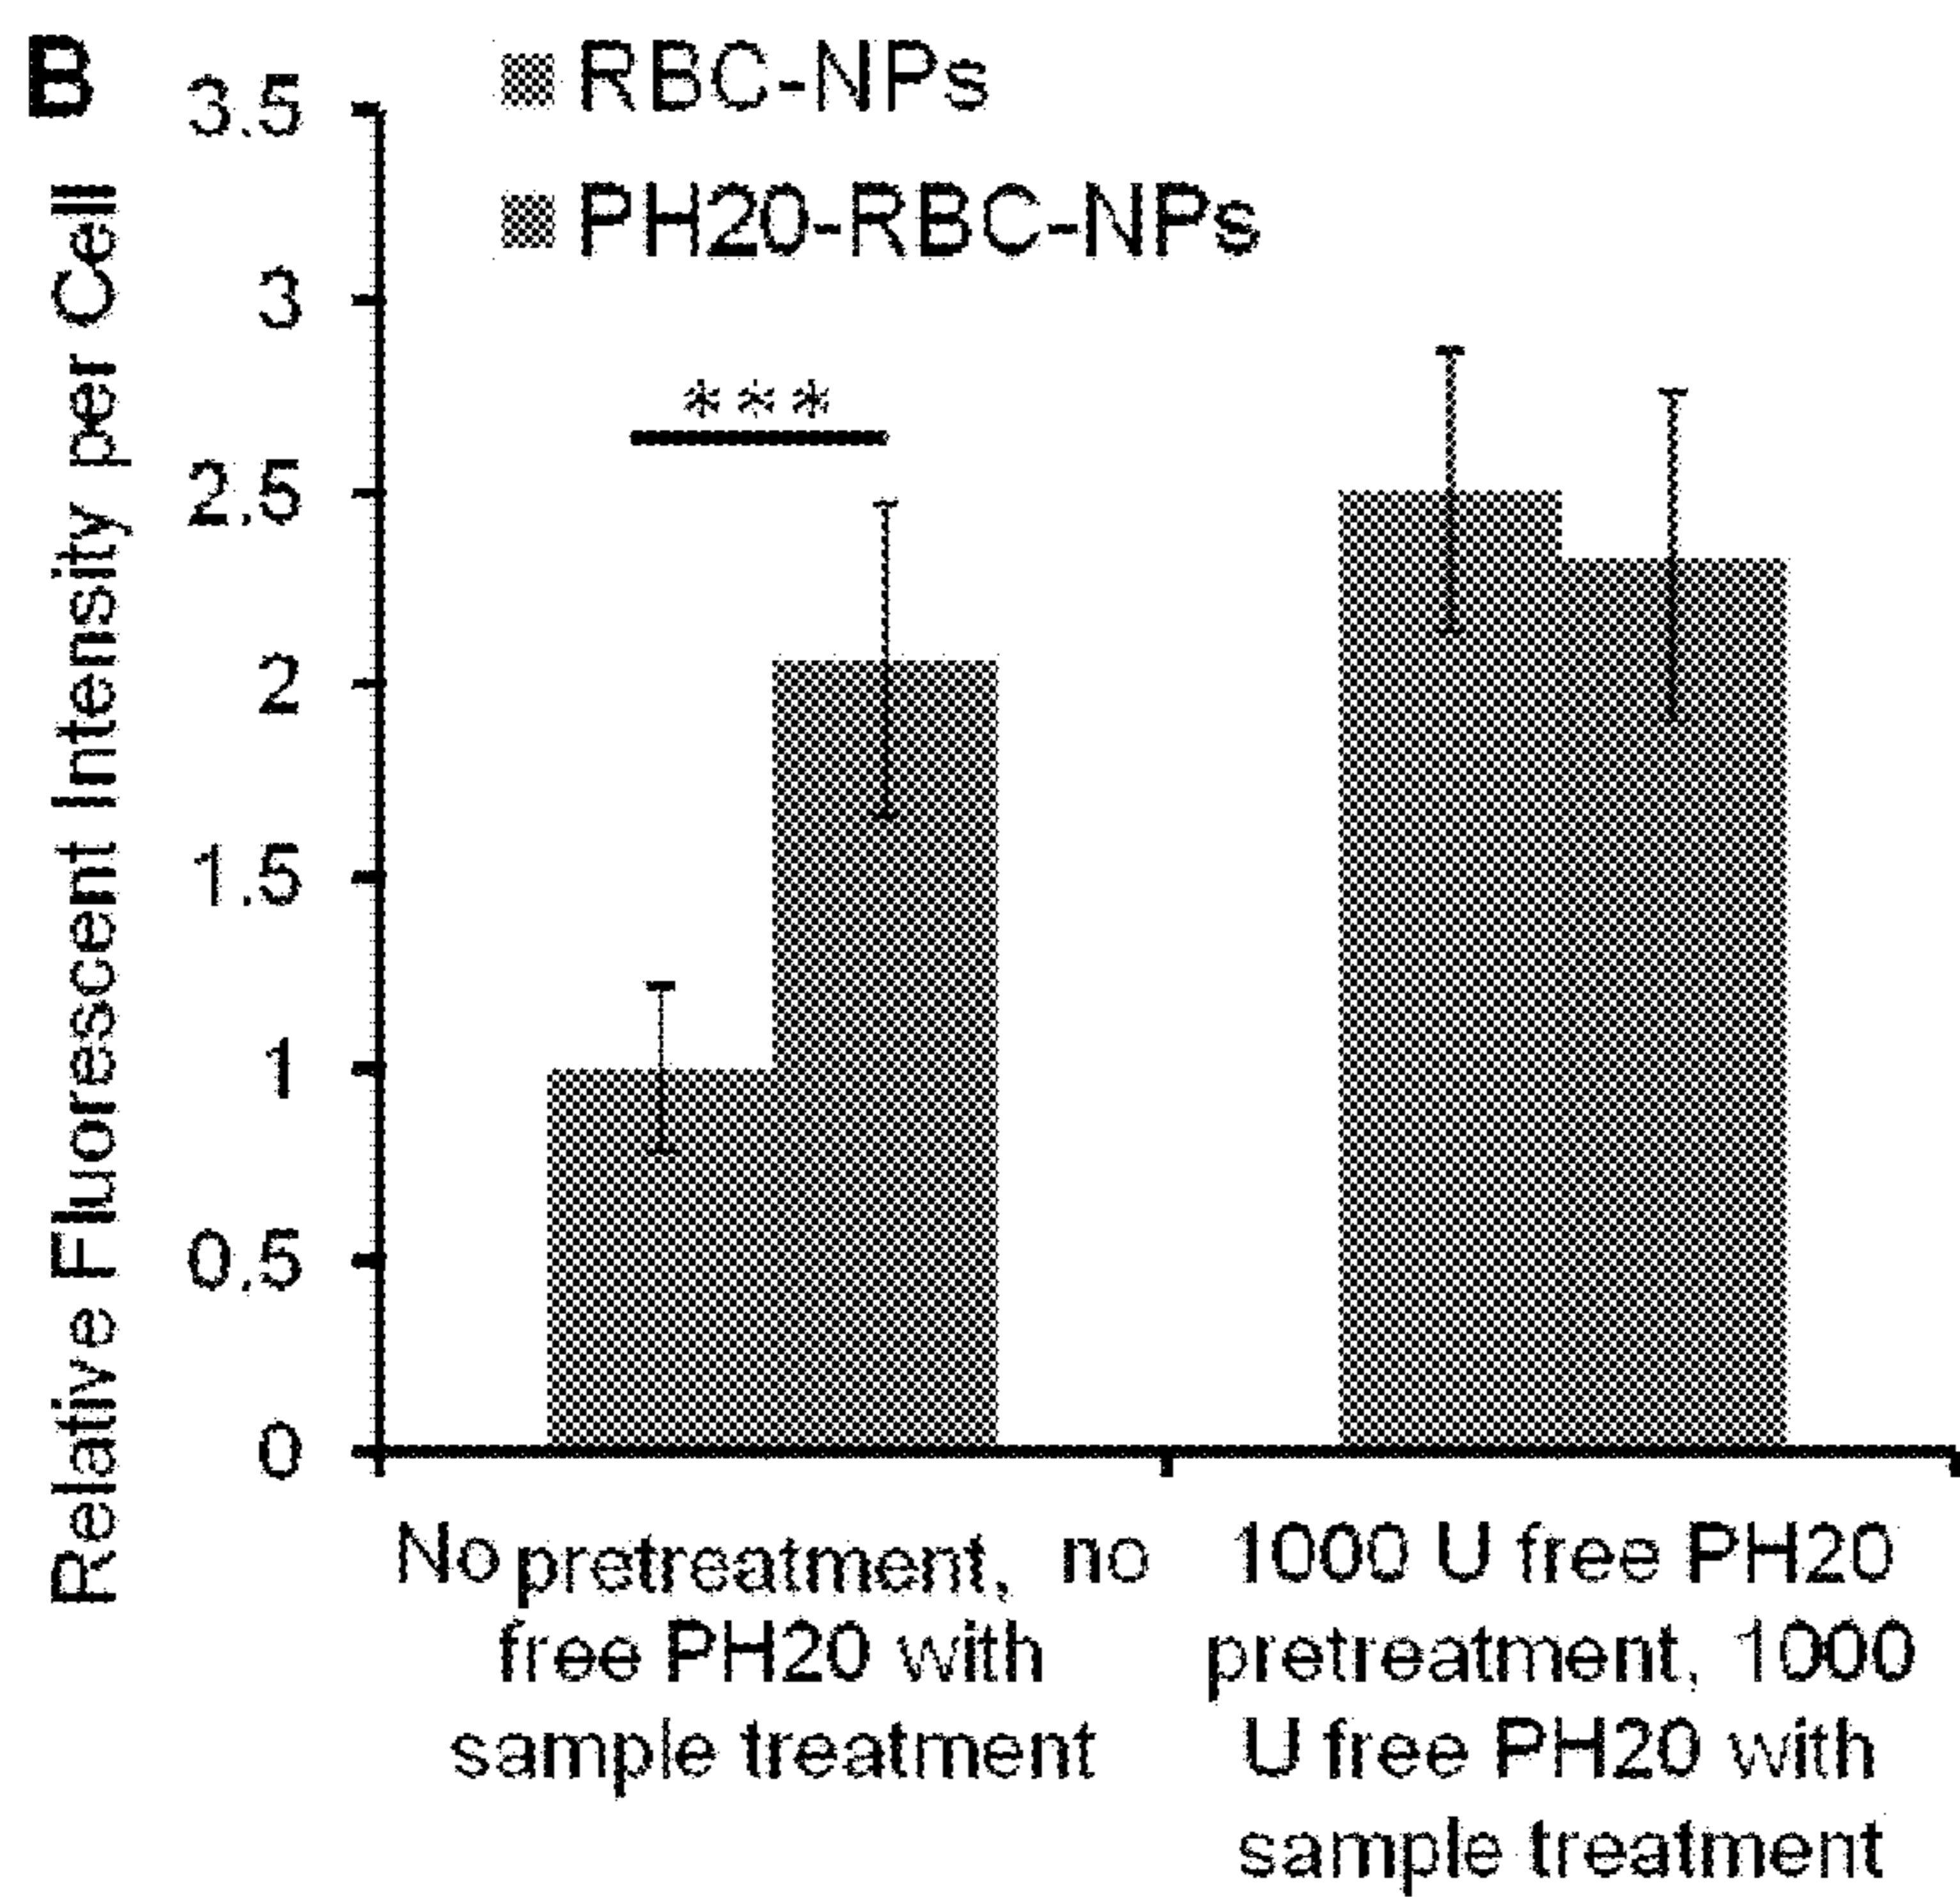 B
RBC-NPs
PH20-RBC-NPs
Relative Fluorescent Intensity per Cell
3.5
3
2.5
2
1.5
1
0.5
0
***
No pretreatment, no
free PH20 with
sample treatment
1000 U free PH20
pretreatment, 1000
U free PH20 with
sample treatment